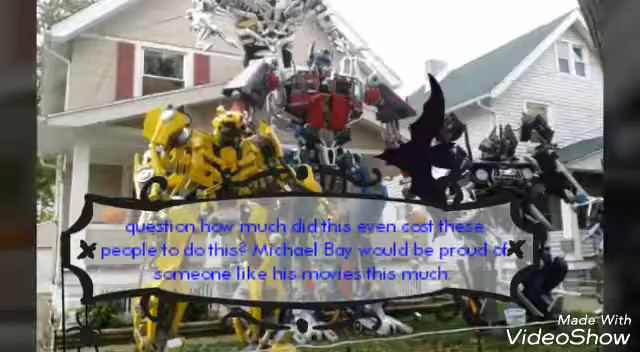 question how much did this even cost these
people to do this? Michael Bay would be proud of
someone like his movies this much
Made With
VideoShow